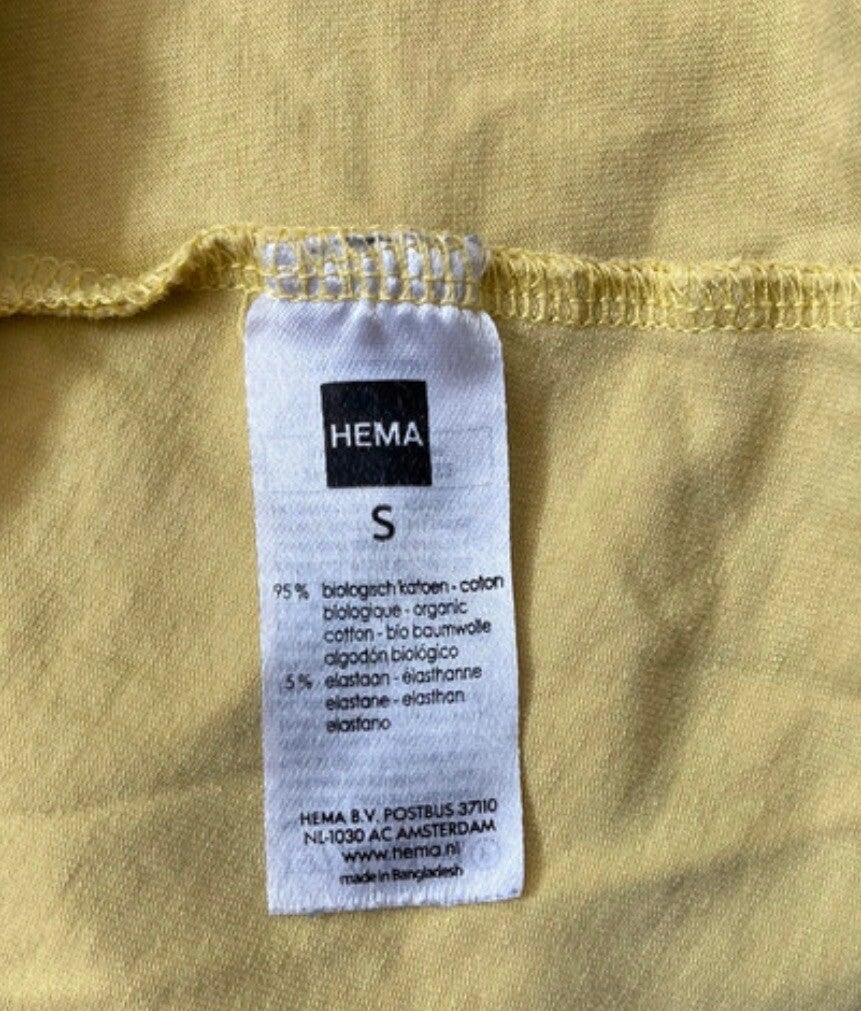 HEMA
S
95% biologisch katoen - coton
biologique - organic
cotton - bio baumwolle
algodón biológico
5% elastaan - élasthanne
elastane - elasthan
elastano
HEMA B.V. POSTBUS 37110
NL-1030 AC AMSTERDAM
www.hema.nl
made in Bangladesh